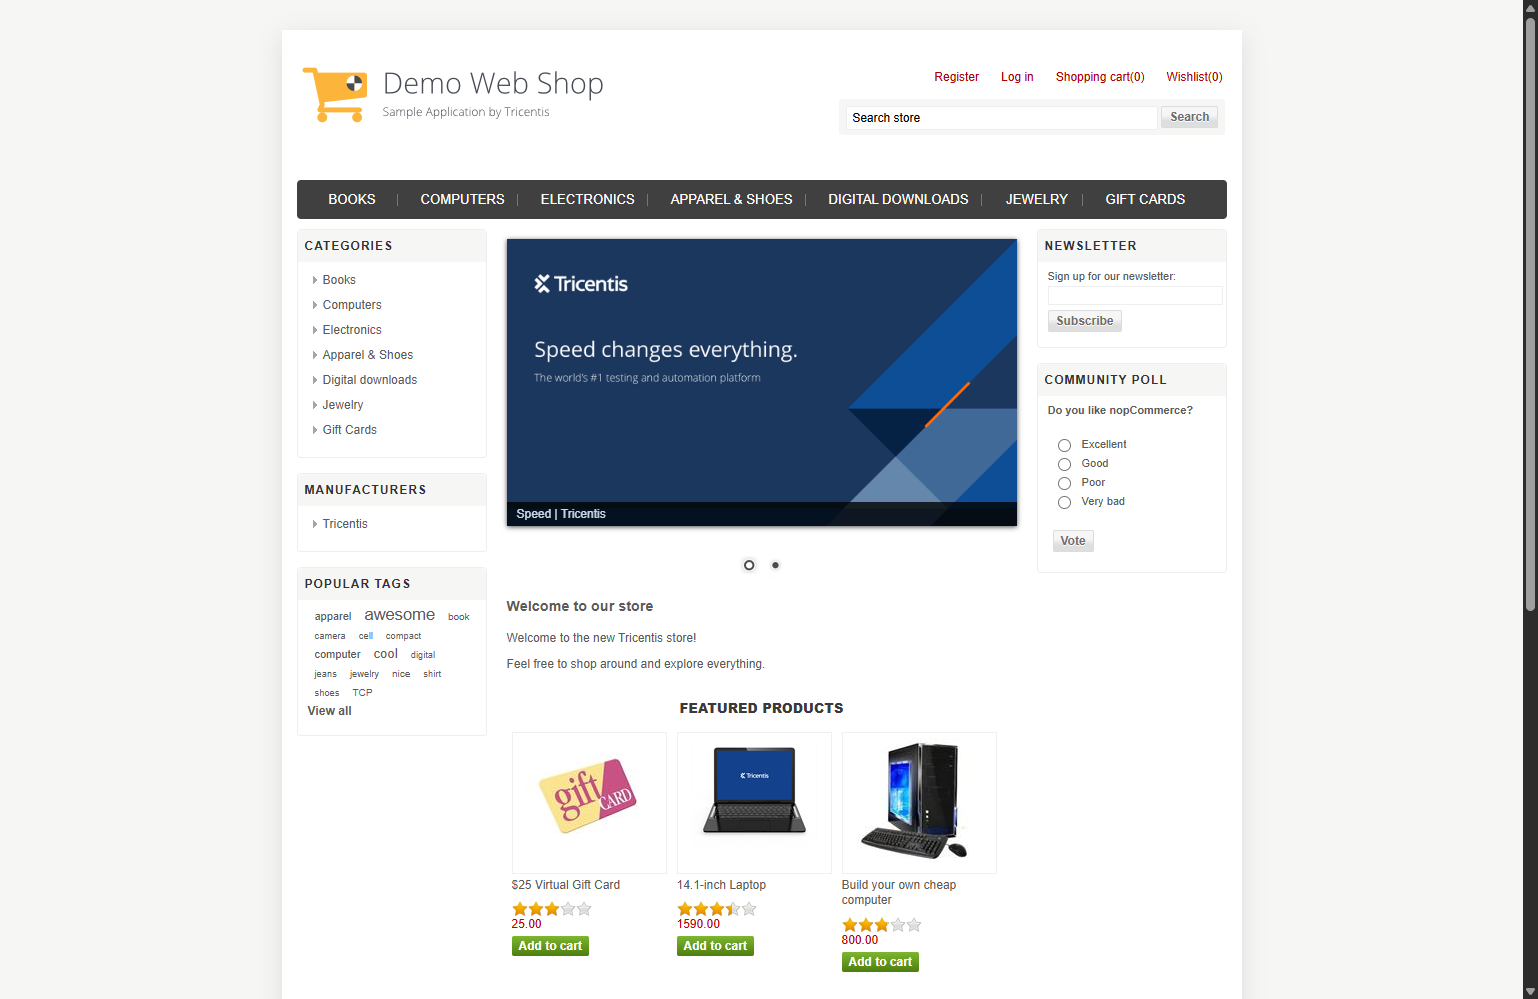 Demo Web Shop
Sample Application by Tricentis
Register Log in Shopping cart(0) Wishlist(0)
Search store Search
BOOKS COMPUTERS ELECTRONICS APPAREL & SHOES DIGITAL DOWNLOADS JEWELRY GIFT CARDS
CATEGORIES
Books
Computers
Electronics
Apparel & Shoes
Digital downloads
Jewelry
Gift Cards
MANUFACTURERS
Tricentis
POPULAR TAGS
apparel awesome book
camera cell compact
computer cool digital
jeans jewelry nice shirt
shoes TCP
View all
Tricentis
Speed changes everything.
The world's #1 testing and automation platform
Speed | Tricentis
Welcome to our store
Welcome to the new Tricentis store!
Feel free to shop around and explore everything.
FEATURED PRODUCTS
gift CARD
$25 Virtual Gift Card
25.00
Add to cart
Tricentis
14.1-inch Laptop
1590.00
Add to cart
Build your own cheap
computer
800.00
Add to cart
NEWSLETTER
Sign up for our newsletter:
Subscribe
COMMUNITY POLL
Do you like nopCommerce?
Excellent
Good
Poor
Very bad
Vote